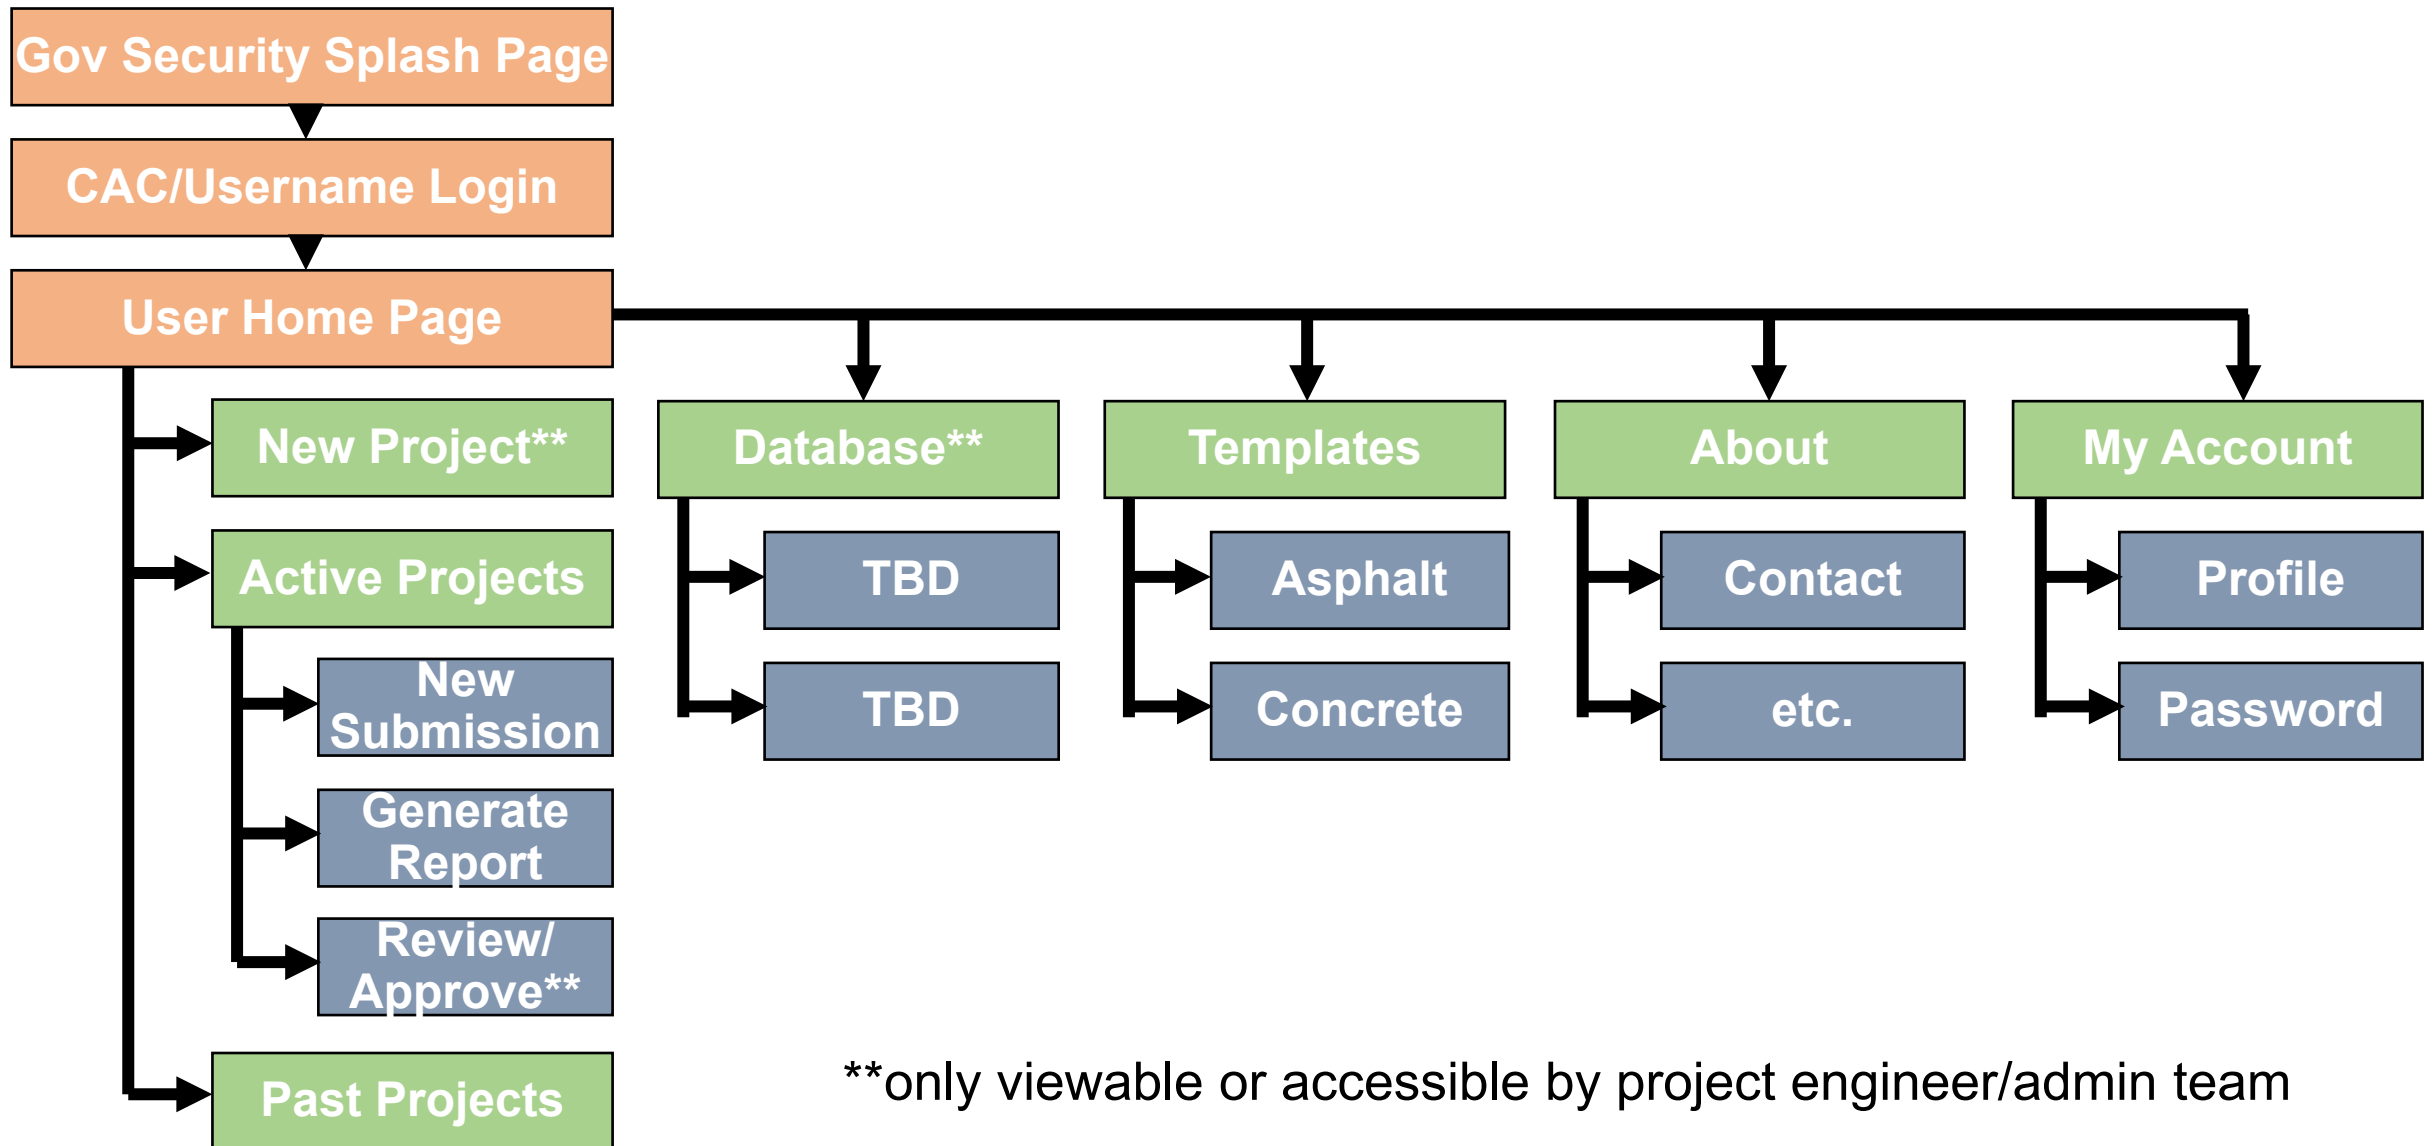 Gov Security Splash Page
CAC/Username Login
User Home Page
New Project**
Active Projects
New
Submission
Generate
Report
Review/
Approve**
Past Projects
Database**
TBD
TBD
Templates
Asphalt
Concrete
About
Contact
etc.
My Account
Profile
Password
**only viewable or accessible by project engineer/admin team